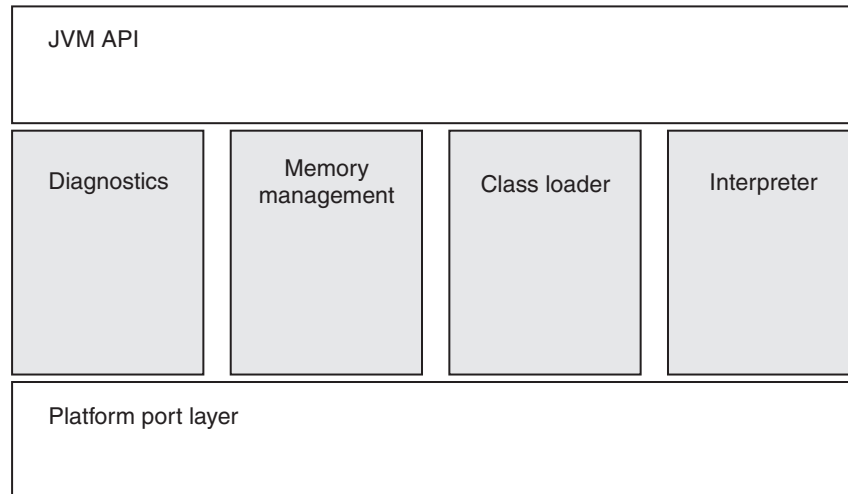 JVM API
Diagnostics
Memory
management
Class loader
Interpreter
Platform port layer